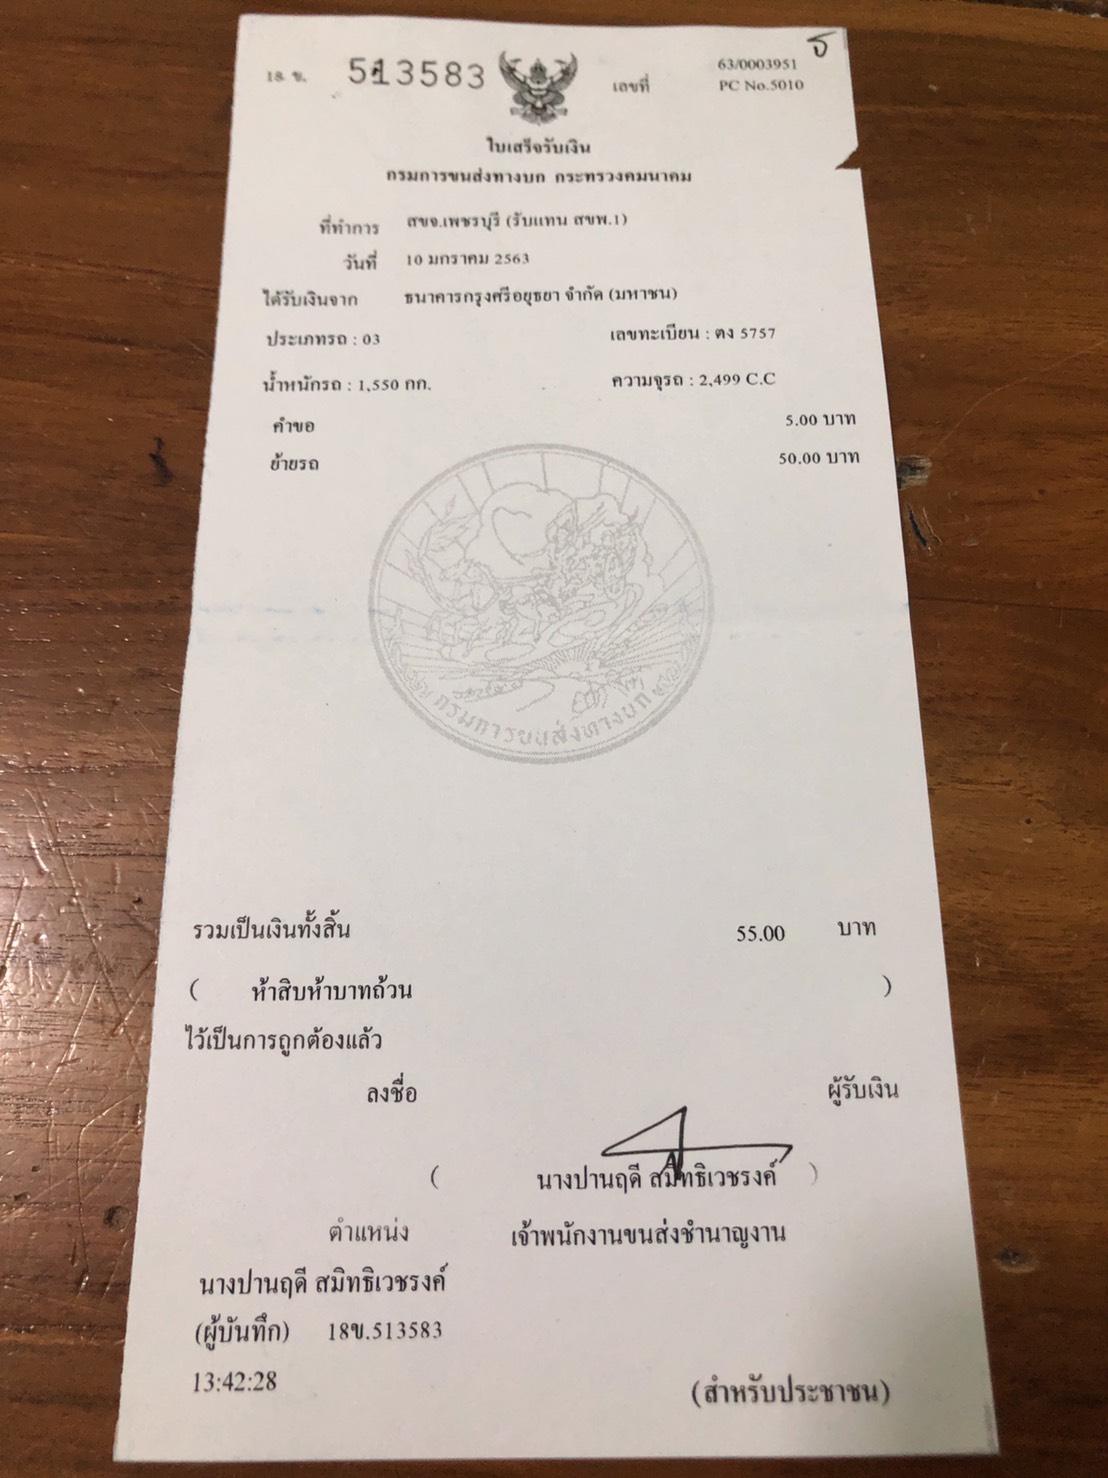 18 ข. 513583 เลขที่ 63/0003951
PC No.5010
ใบเสร็จรับเงิน
กรมการขนส่งทางบก กระทรวงคมนาคม
ที่ทำการ สขจ.เพชรบุรี (รับแทน สขพ.1)
วันที่ 10 มกราคม 2563
ได้รับเงินจาก ธนาคารกรุงศรีอยุธยา จำกัด (มหาชน)
ประเภทรถ : 03 เลขทะเบียน : ตง 5757
น้ำหนักรถ : 1,550 กก. ความจุรถ : 2,499 C.C
คำขอ 5.00 บาท
ย้ายรถ 50.00 บาท
กรมการขนส่งทางบก
รวมเป็นเงินทั้งสิ้น 55.00 บาท
( ห้าสิบห้าบาทถ้วน )
ไว้เป็นการถูกต้องแล้ว
ลงชื่อ ผู้รับเงิน
( นางปานฤดี สมิทธิเวชรงค์ )
ตำแหน่ง เจ้าพนักงานขนส่งชำนาญงาน
นางปานฤดี สมิทธิเวชรงค์
(ผู้บันทึก) 18ข.513583
13:42:28
(สำหรับประชาชน)